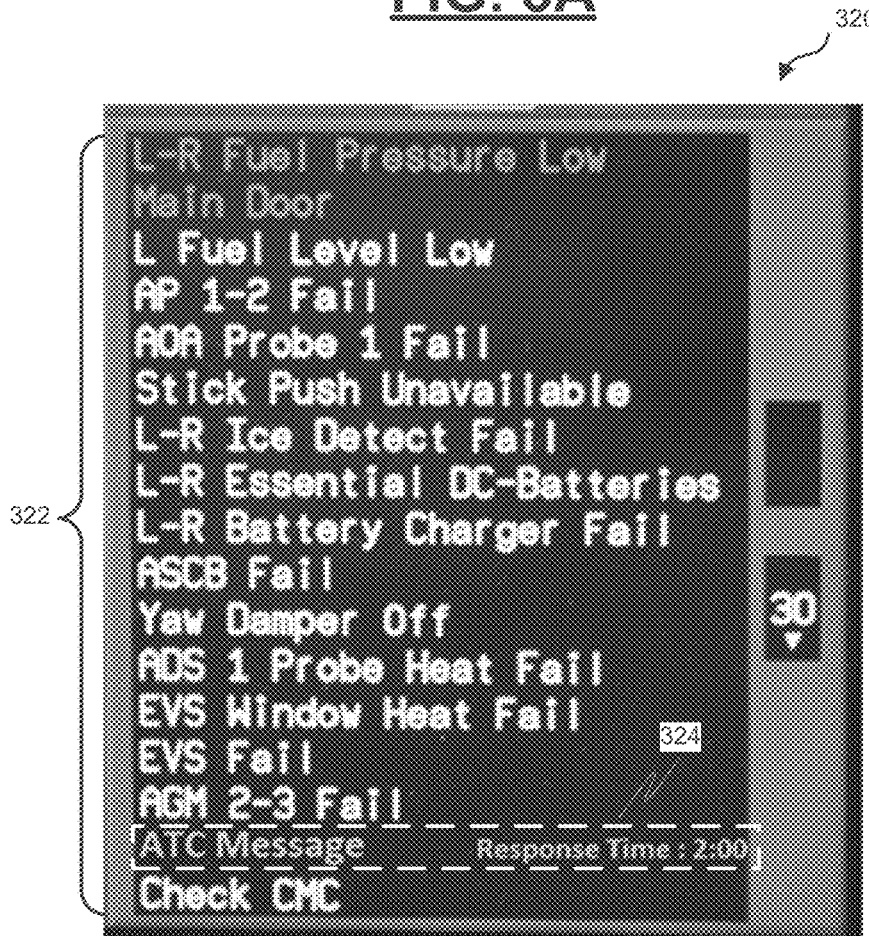 320
L-R Fuel Pressure Low
Main Door
L Fuel Level Low
AP 1-2 Fail
AOA Probe 1 Fail
Stick Push Unavailable
L-R Ice Detect Fail
L-R Essential DC-Batteries
322
L-R Battery Charger Fail
ASCB Fail
Yaw Damper Off
30
ADS 1 Probe Heat Fail
EVS Window Heat Fail
324
EVS Fail
AGM 2-3 Fail
ATC Message Response Time : 2:00
Check CMC